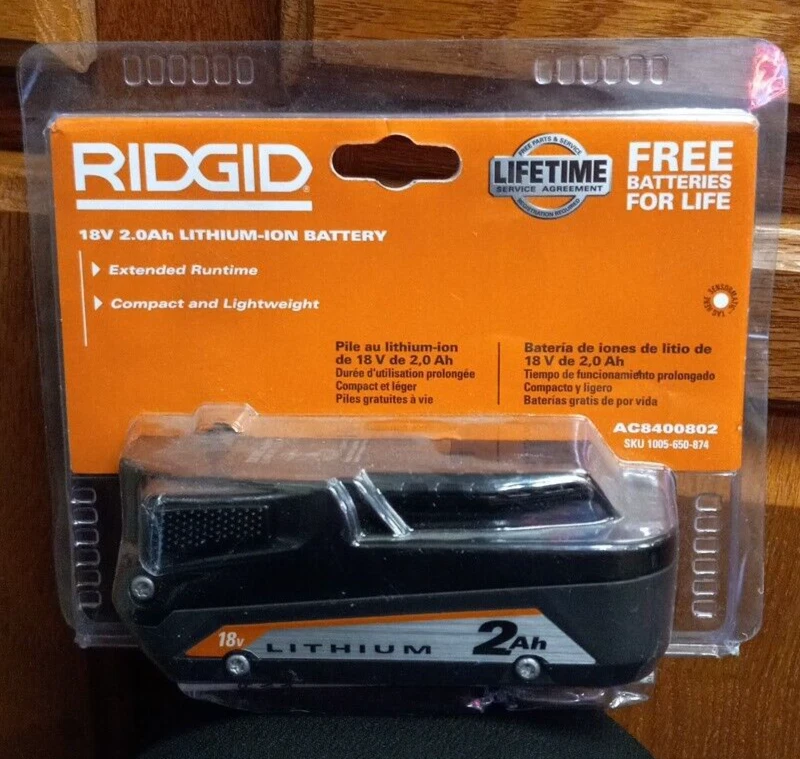 RIDGID®
18V 2.0Ah LITHIUM-ION BATTERY
Extended Runtime
Compact and Lightweight
FREE PARTS & SERVICE
LIFETIME
SERVICE AGREEMENT
REGISTRATION REQUIRED
FREE
BATTERIES
FOR LIFE
SENSORMATIC
TAG HERE
Pile au lithium-ion
de 18 V de 2,0 Ah
Durée d'utilisation prolongée
Compact et léger
Piles gratuites à vie
Batería de iones de litio de
18 V de 2,0 Ah
Tiempo de funcionamiento prolongado
Compacto y ligero
Baterías gratis de por vida
AC8400802
SKU 1005-650-874
18V LITHIUM 2Ah